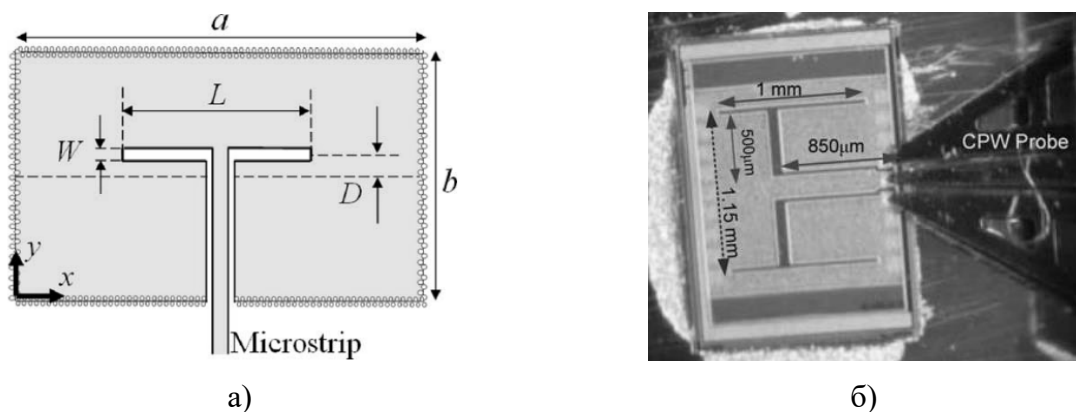 a
L
W
D
b
y
x
Microstrip
1 mm
500μm
850μm
1.15 mm
CPW Probe
а)
б)